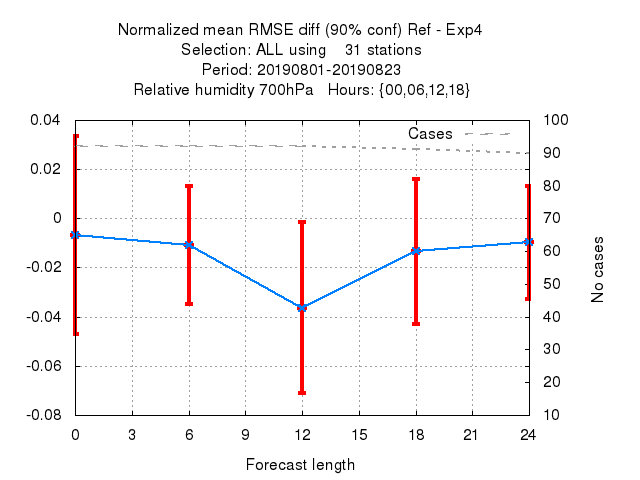 Normalized mean RMSE diff (90% conf) Ref - Exp4
Selection: ALL using    31 stations
Period: 20190801-20190823
Relative humidity 700hPa   Hours: {00,06,12,18}
0.04
0.02
0
-0.02
-0.04
-0.06
-0.08
Cases
100
90
80
70
60
50
40
30
20
10
No cases
0 3 6 9 12 15 18 21 24
Forecast length